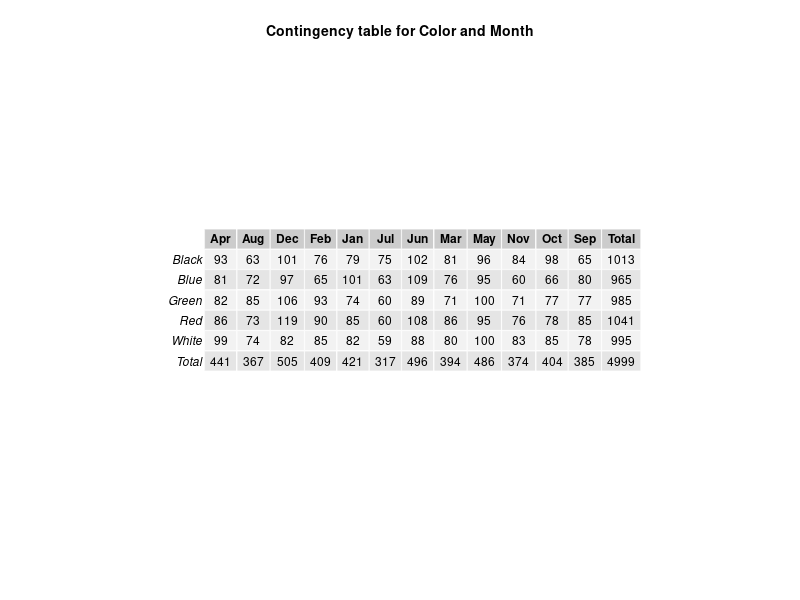 Contingency table for Color and Month
Apr Aug Dec Feb Jan Jul Jun Mar May Nov Oct Sep Total
Black 93 63 101 76 79 75 102 81 96 84 98 65 1013
Blue 81 72 97 65 101 63 109 76 95 60 66 80 965
Green 82 85 106 93 74 60 89 71 100 71 77 77 985
Red 86 73 119 90 85 60 108 86 95 76 78 85 1041
White 99 74 82 85 82 59 88 80 100 83 85 78 995
Total 441 367 505 409 421 317 496 394 486 374 404 385 4999